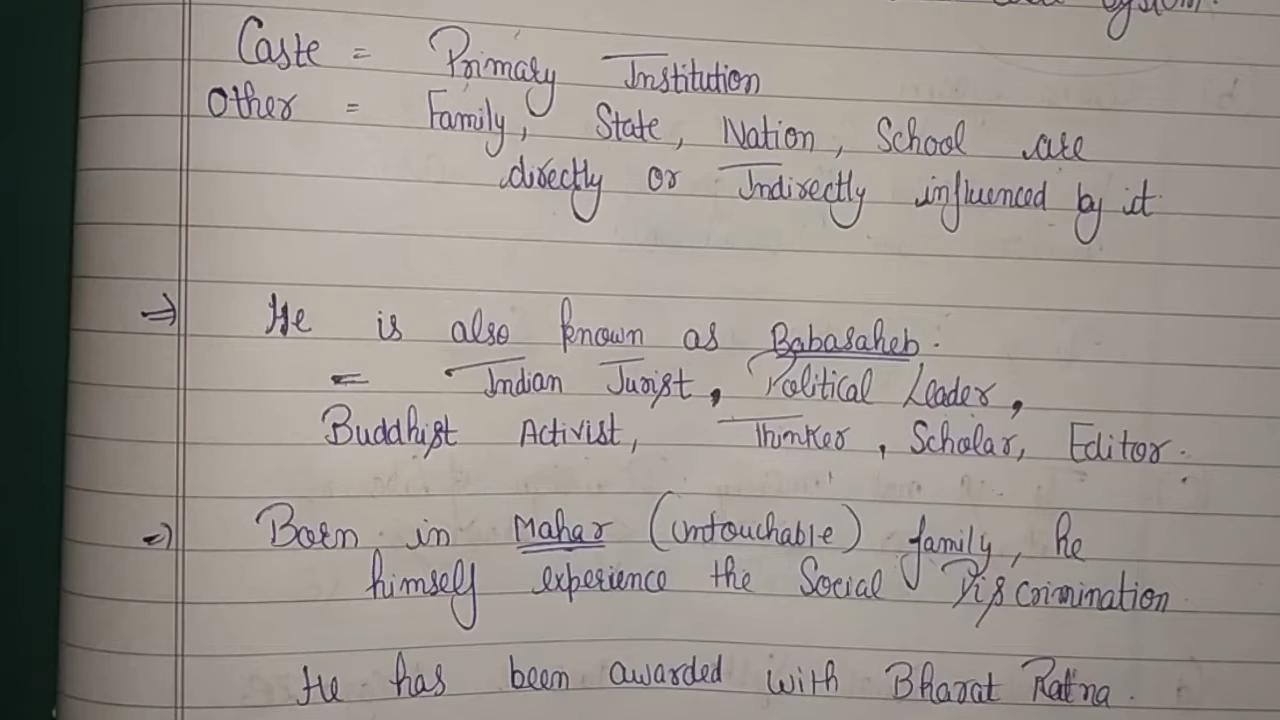 system.
Caste = Primary Institution
Other = Family, State, Nation, School are
directly or Indirectly influenced by it
⇒ He is also known as Babasaheb.
= Indian Jurist, Political Leader,
Buddhist Activist, Thinker, Scholar, Editor.
⇒ Born in Mahar (untouchable) family, he
himself experience the Social Discrimination
He has been awarded with Bharat Ratna.